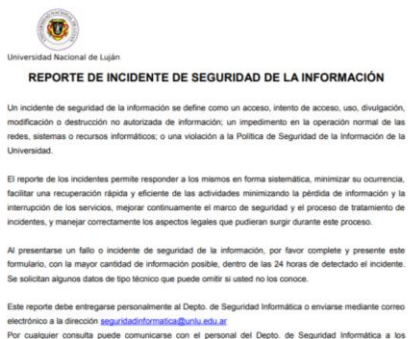 Universidad Nacional de Luján
REPORTE DE INCIDENTE DE SEGURIDAD DE LA INFORMACIÓN
Un incidente de seguridad de la información se define como un acceso, intento de acceso, uso, divulgación,
modificación o destrucción no autorizada de información; un impedimento en la operación normal de las
redes, sistemas o recursos informáticos; o una violación a la Política de Seguridad de la Información de la
Universidad.
El reporte de los incidentes permite responder a los mismos en forma sistemática, minimizar su ocurrencia,
facilitar una recuperación rápida y eficiente de las actividades minimizando la pérdida de información y la
interrupción de los servicios, mejorar continuamente el marco de seguridad y el proceso de tratamiento de
incidentes, y manejar correctamente los aspectos legales que pudieran surgir durante este proceso.
Al presentarse un fallo o incidente de seguridad de la información, por favor complete y presente este
formulario, con la mayor cantidad de información posible, dentro de las 24 horas de detectado el incidente.
Se solicitan algunos datos de tipo técnico que puede omitir si usted no los conoce.
Este reporte debe entregarse personalmente al Depto. de Seguridad Informática o enviarse mediante correo
electrónico a la dirección seguridadinformatica@unlu.edu.ar
Por cualquier consulta puede comunicarse con el personal del Depto. de Seguridad Informática a los